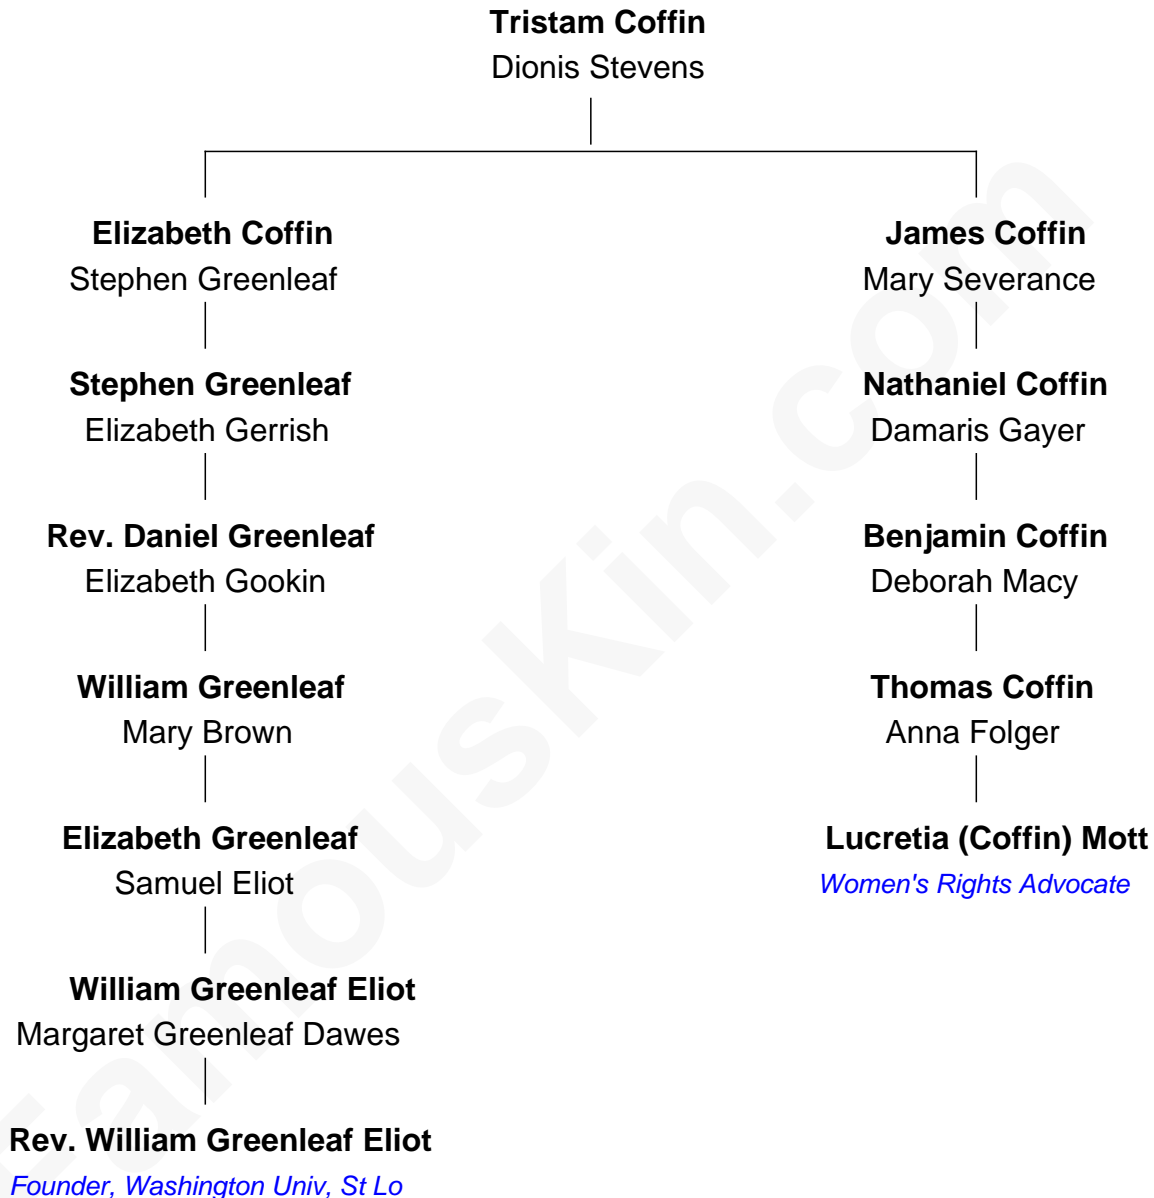 Tristam Coffin
Dionis Stevens
Elizabeth Coffin
Stephen Greenleaf
James Coffin
Mary Severance
Stephen Greenleaf
Elizabeth Gerrish
Nathaniel Coffin
Damaris Gayer
Rev. Daniel Greenleaf
Elizabeth Gookin
Benjamin Coffin
Deborah Macy
William Greenleaf
Mary Brown
Thomas Coffin
Anna Folger
Elizabeth Greenleaf
Samuel Eliot
Lucretia (Coffin) Mott
Women's Rights Advocate
William Greenleaf Eliot
Margaret Greenleaf Dawes
Rev. William Greenleaf Eliot
Founder, Washington Univ, St Lo
FamousKin.com